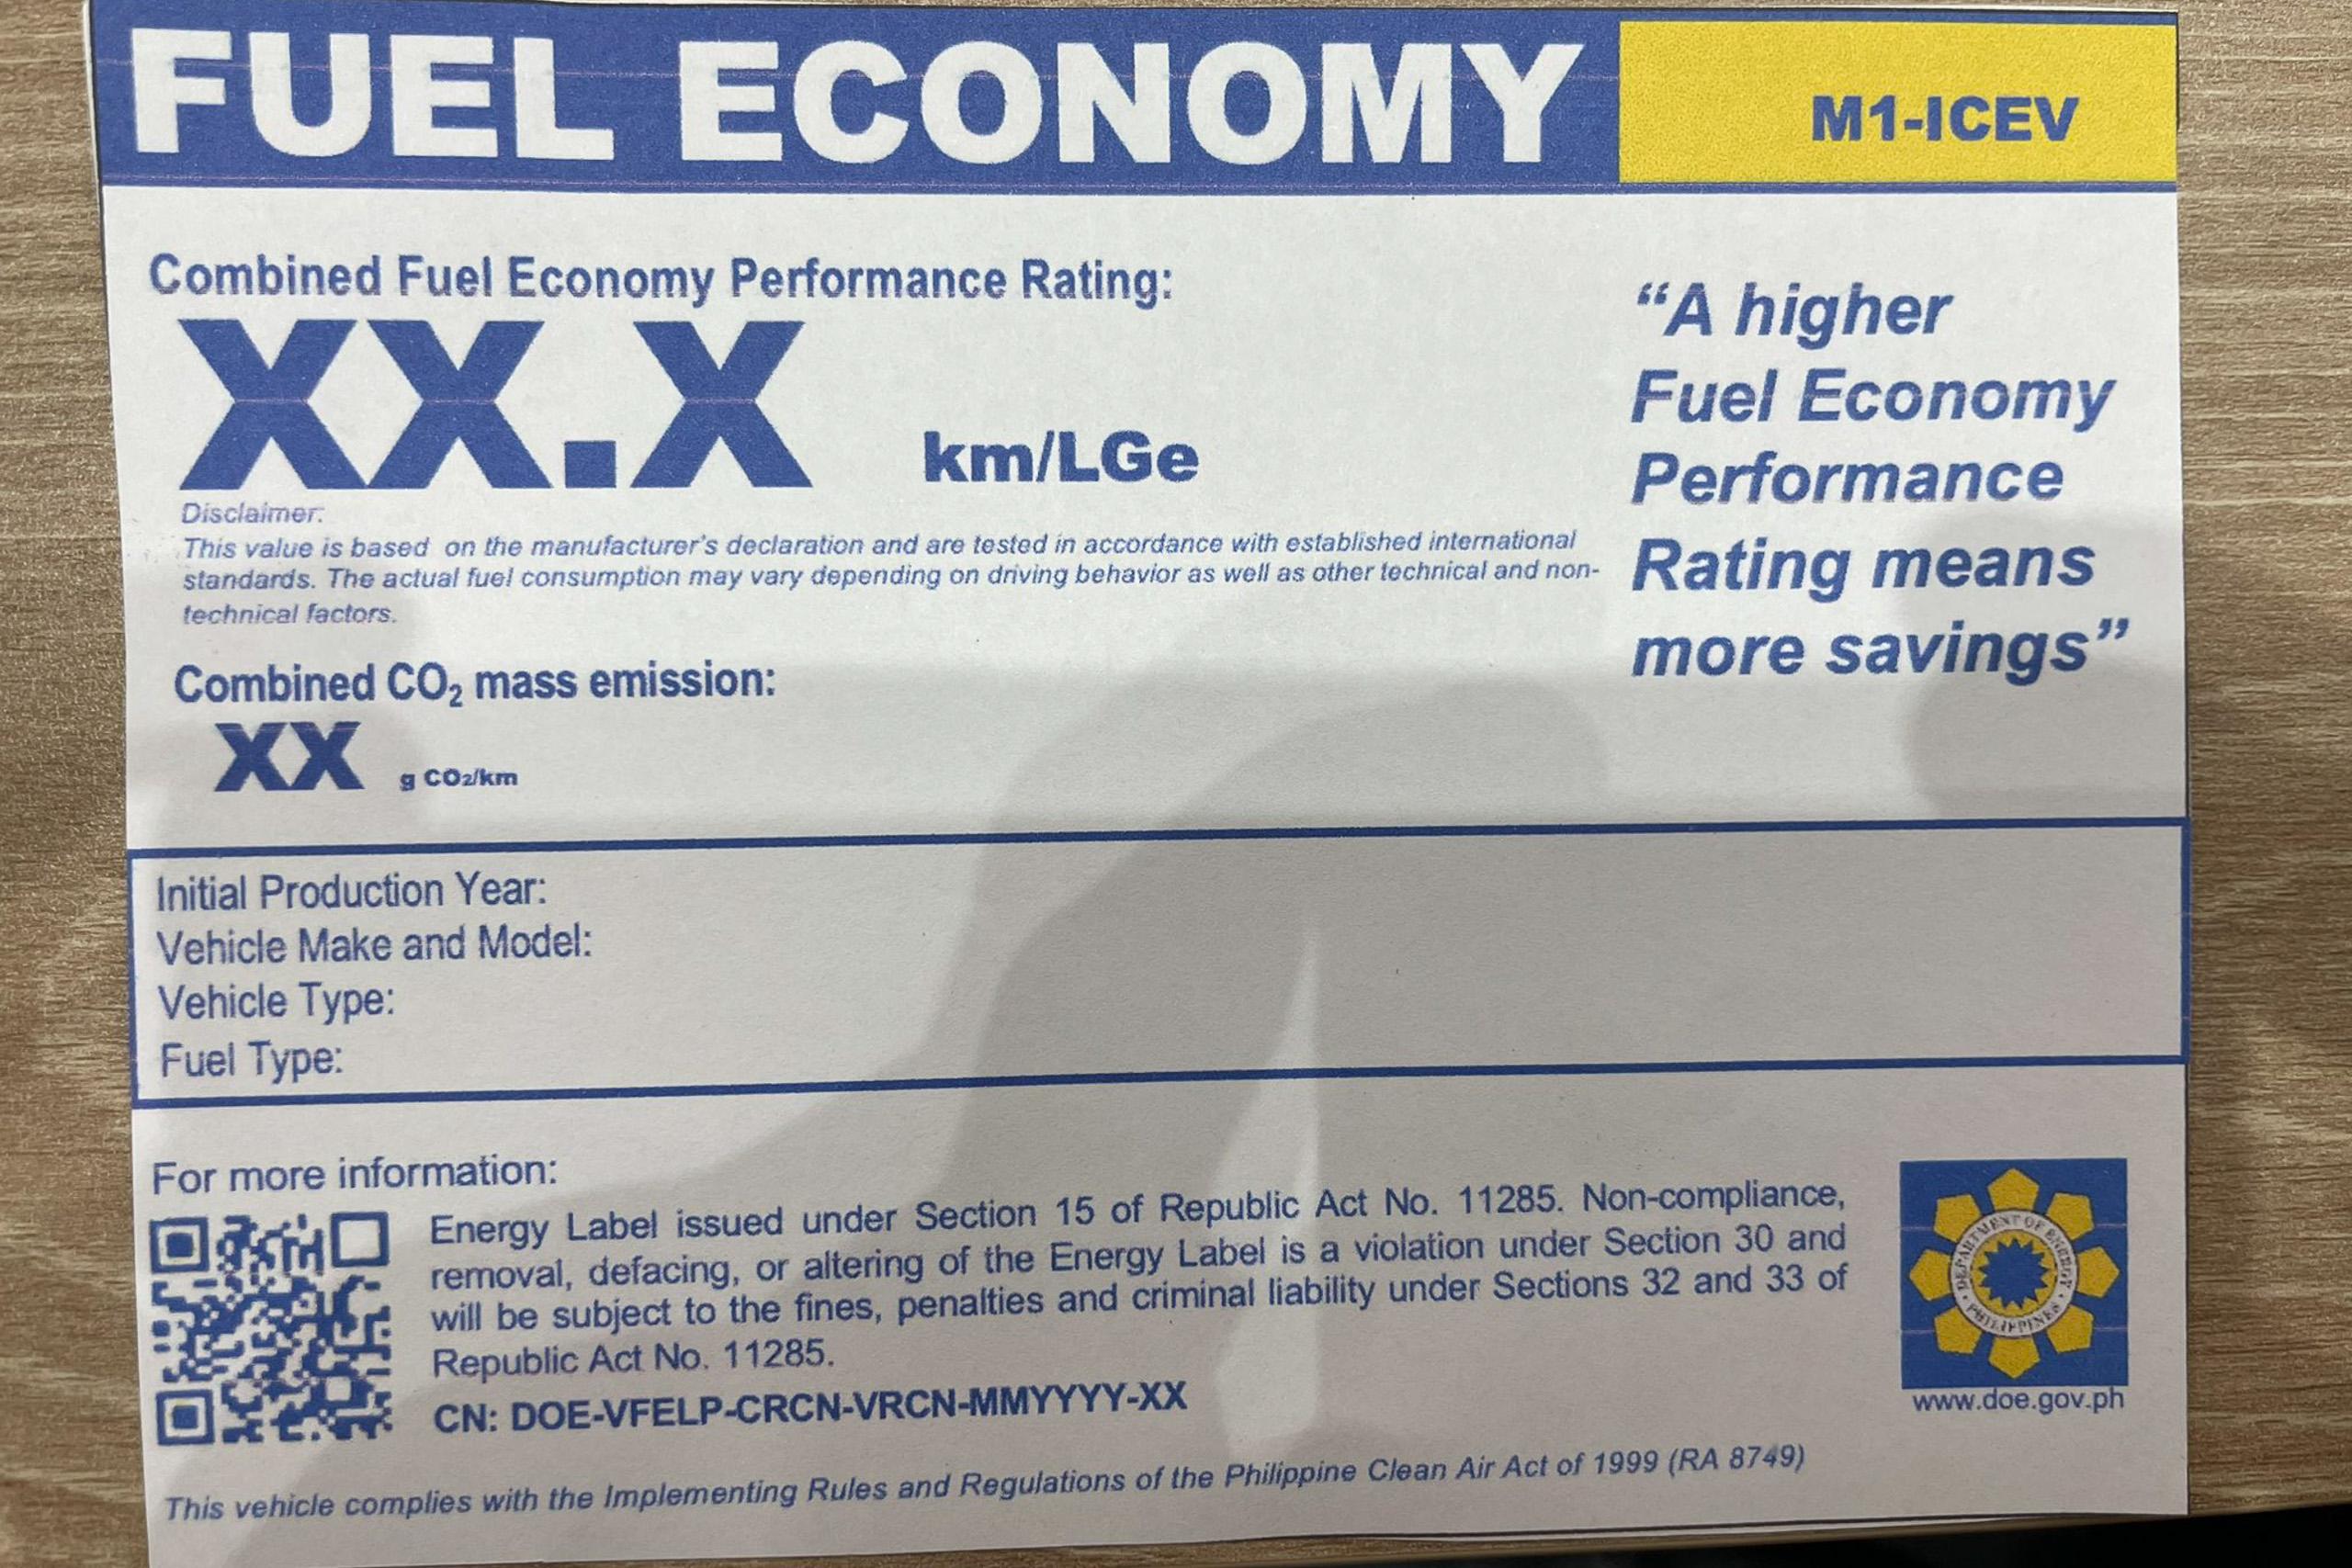 FUEL ECONOMY
M1-ICEV
Combined Fuel Economy Performance Rating:
XX.X km/LGe
Disclaimer:
This value is based on the manufacturer's declaration and are tested in accordance with established international
standards. The actual fuel consumption may vary depending on driving behavior as well as other technical and non-
technical factors.
“A higher
Fuel Economy
Performance
Rating means
more savings”
Combined CO₂ mass emission:
XX g CO₂/km
Initial Production Year:
Vehicle Make and Model:
Vehicle Type:
Fuel Type:
For more information:
Energy Label issued under Section 15 of Republic Act No. 11285. Non-compliance,
removal, defacing, or altering of the Energy Label is a violation under Section 30 and
will be subject to the fines, penalties and criminal liability under Sections 32 and 33 of
Republic Act No. 11285.
CN: DOE-VFELP-CRCN-VRCN-MMYYYY-XX
DEPARTMENT OF ENERGY
PHILIPPINES
www.doe.gov.ph
This vehicle complies with the Implementing Rules and Regulations of the Philippine Clean Air Act of 1999 (RA 8749)